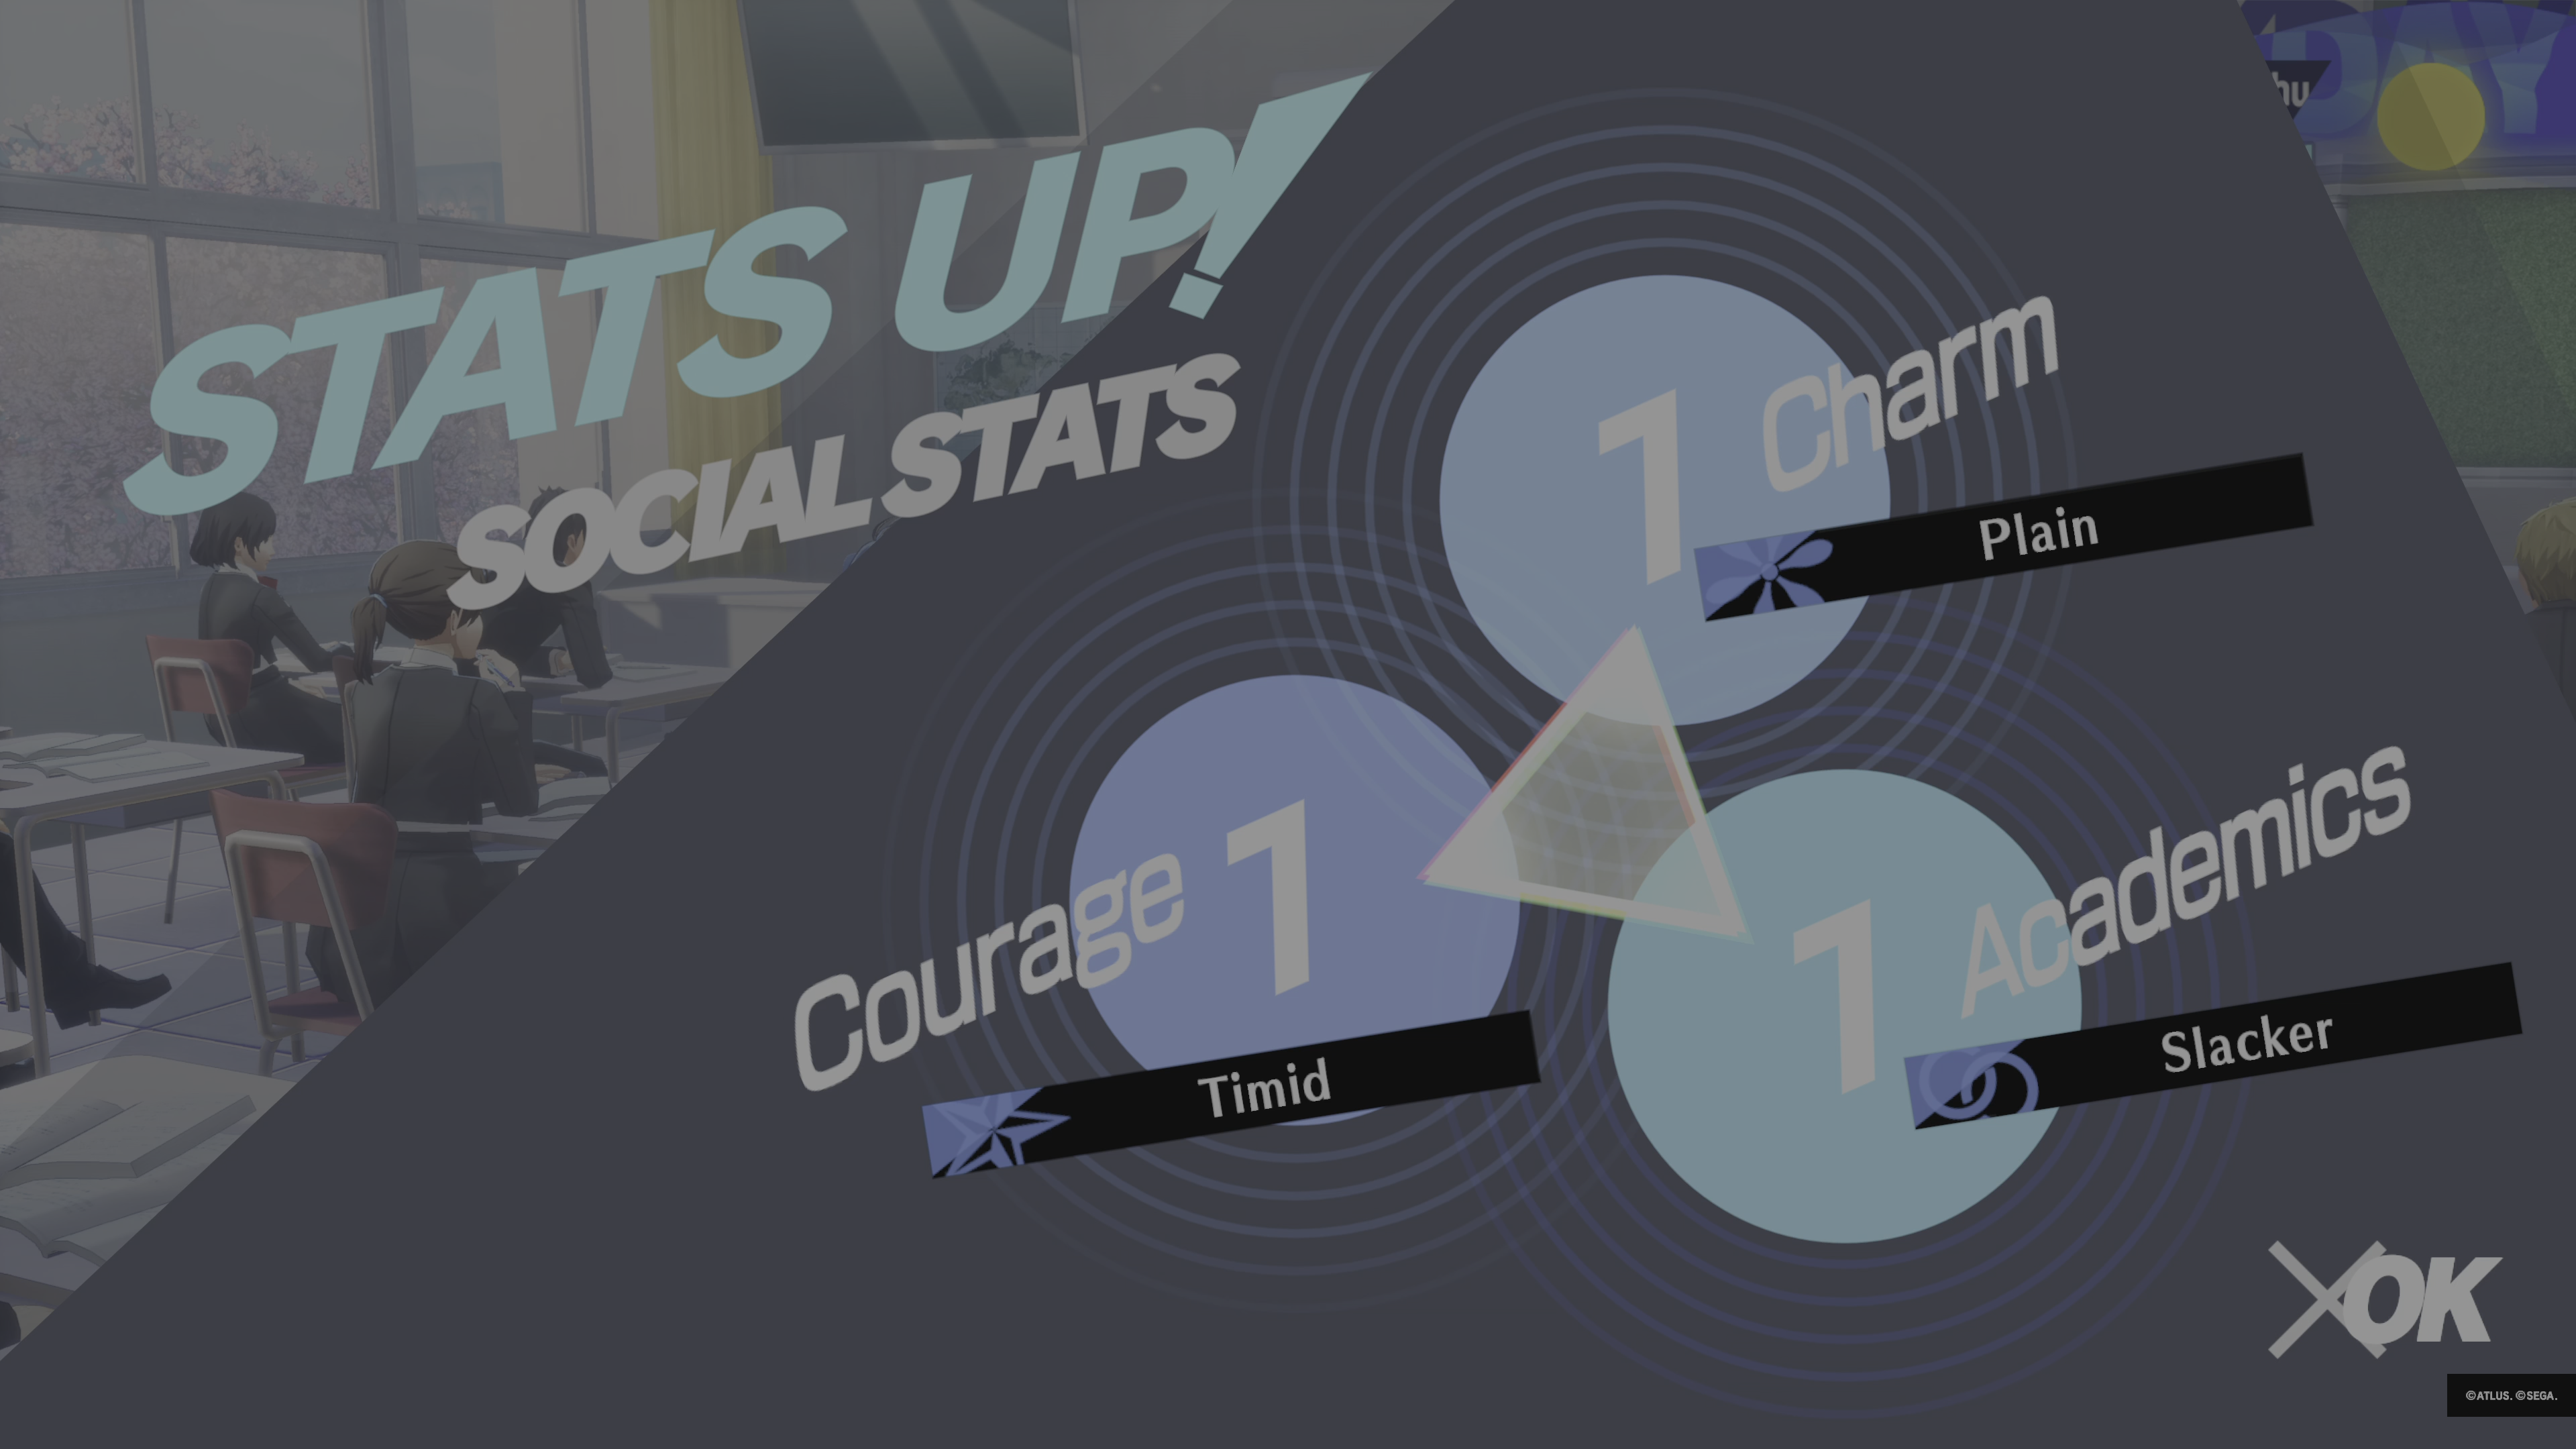 STATS UP!
SOCIAL STATS
1 Charm
Plain
Courage 1
Timid
1 Academics
Slacker
OK
©ATLUS. ©SEGA.